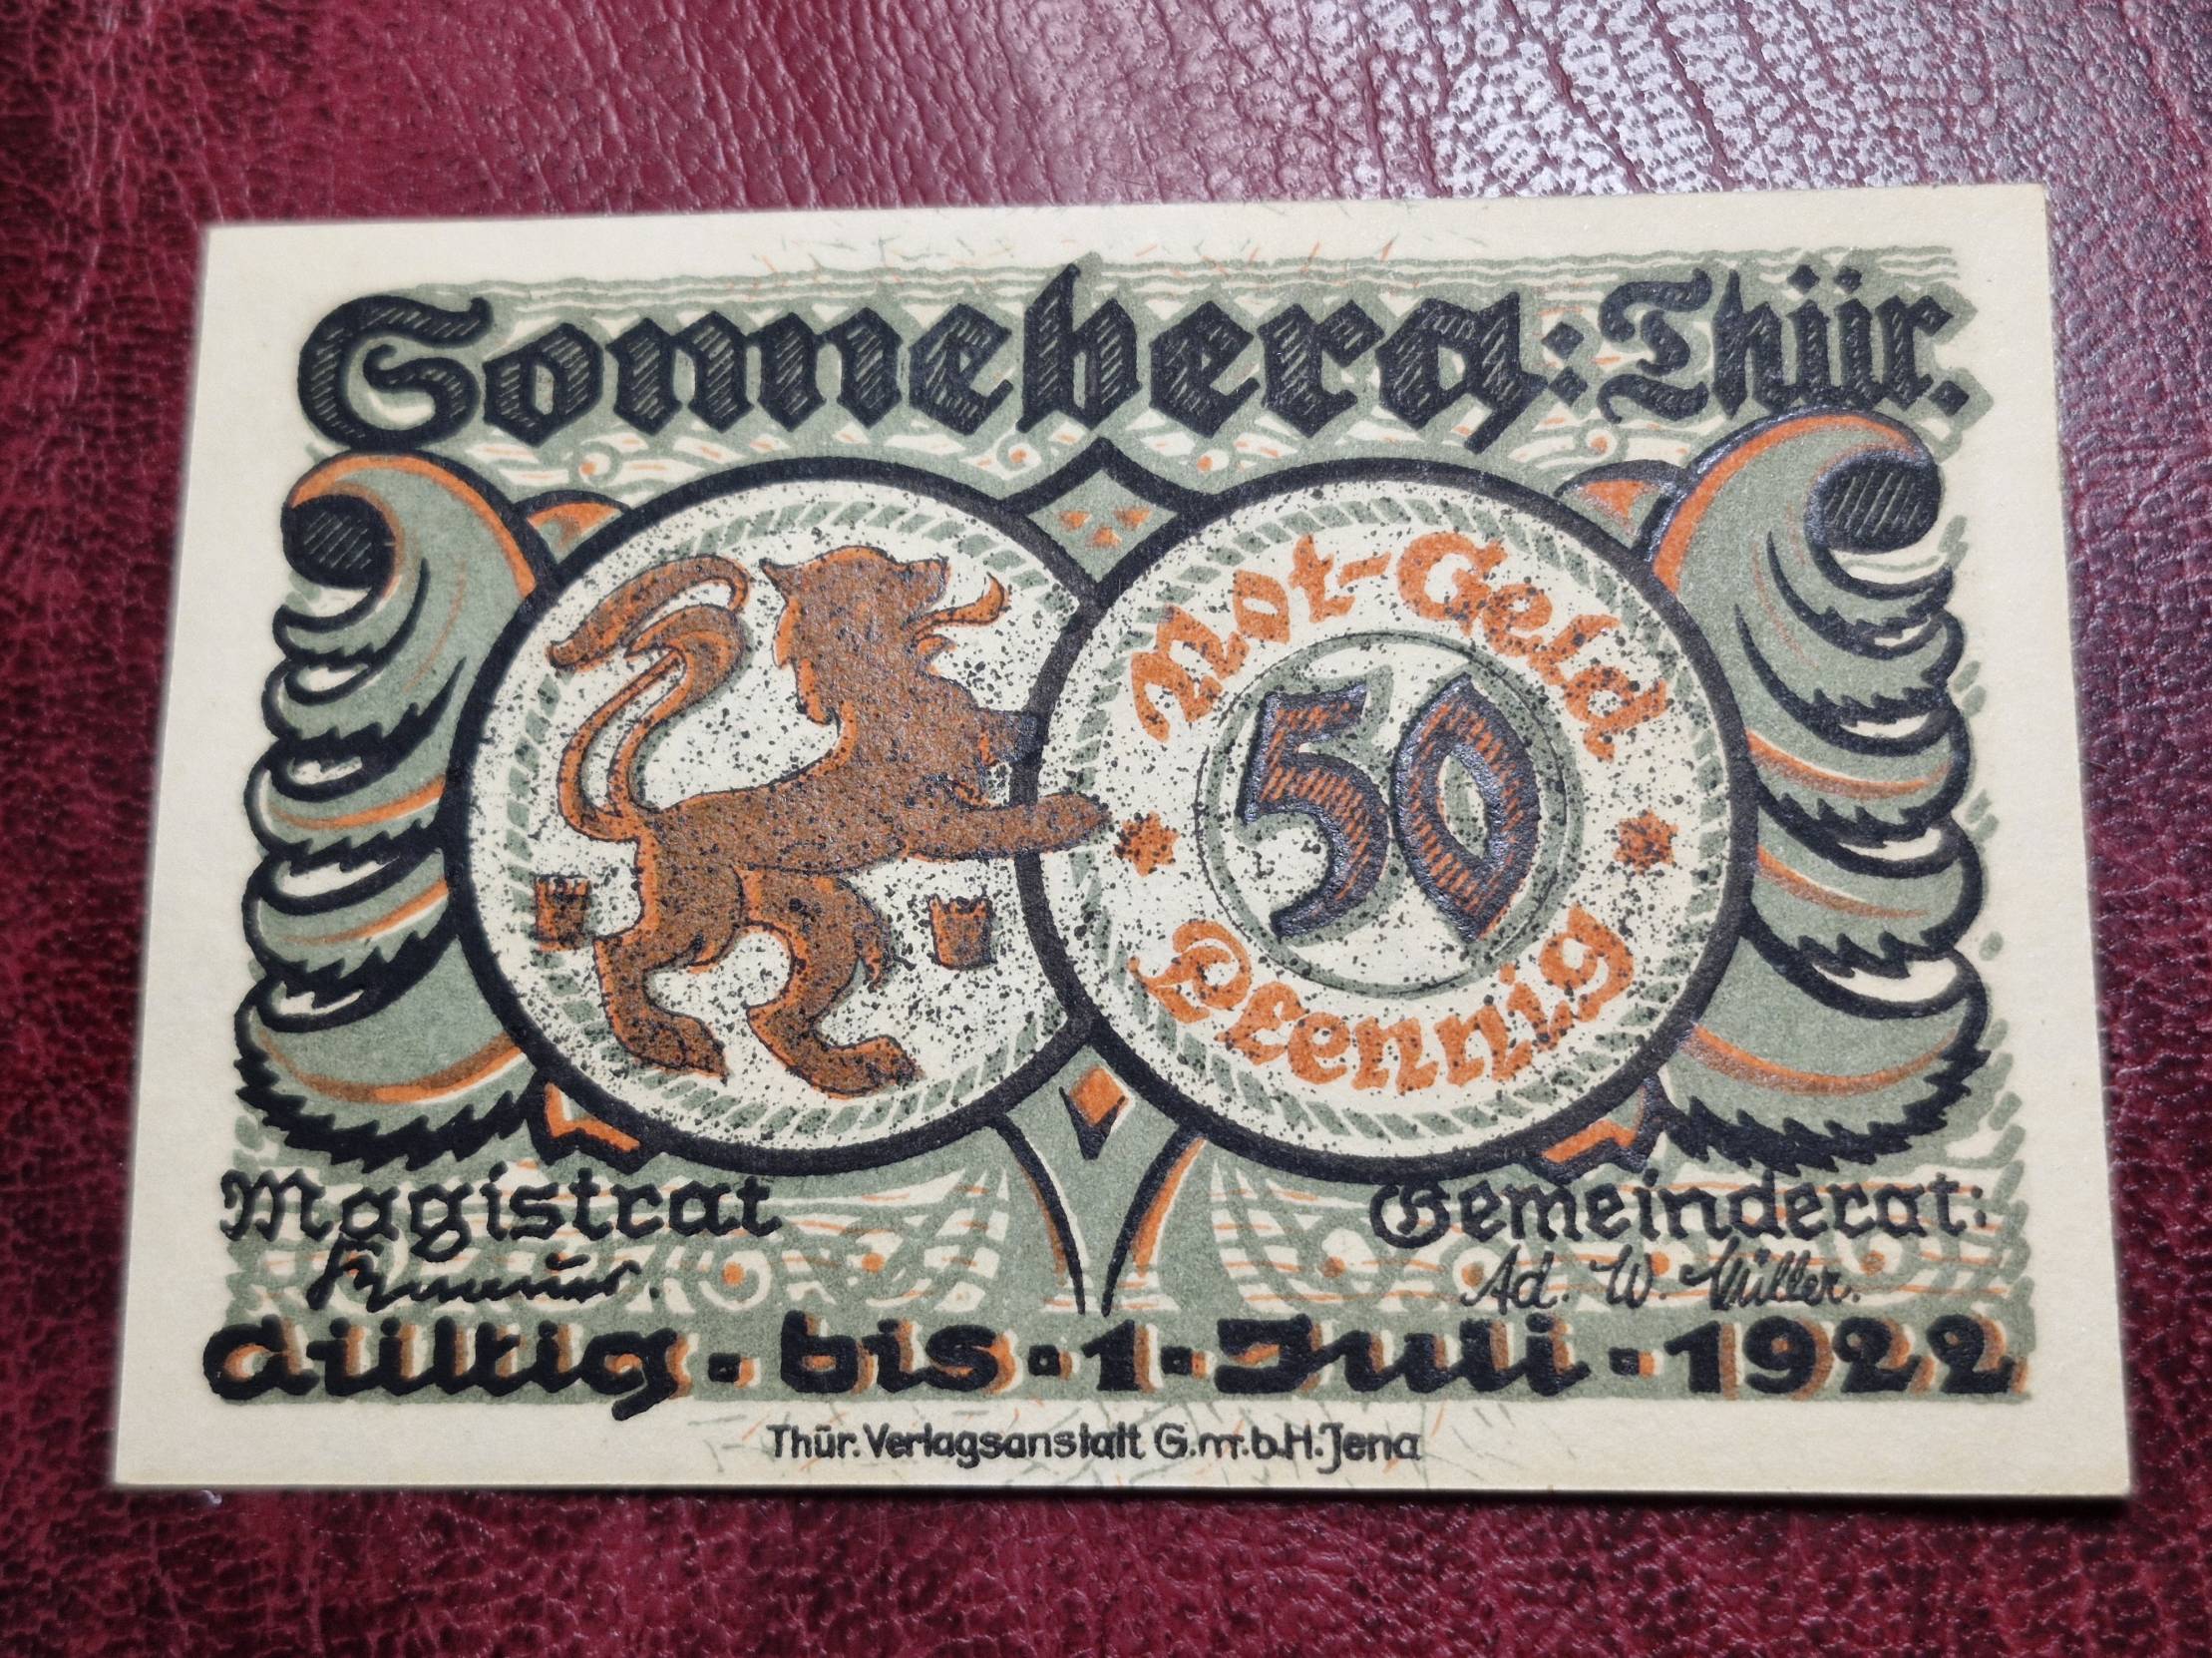 Sonneberg: Thür.
Not-Geld
50
Pfennig
Magistrat
Gemeinderat:
Ad. W. Müller.
Gültig · bis · 1 · Juli · 1922
Thür. Verlagsanstalt G.m.b.H. Jena